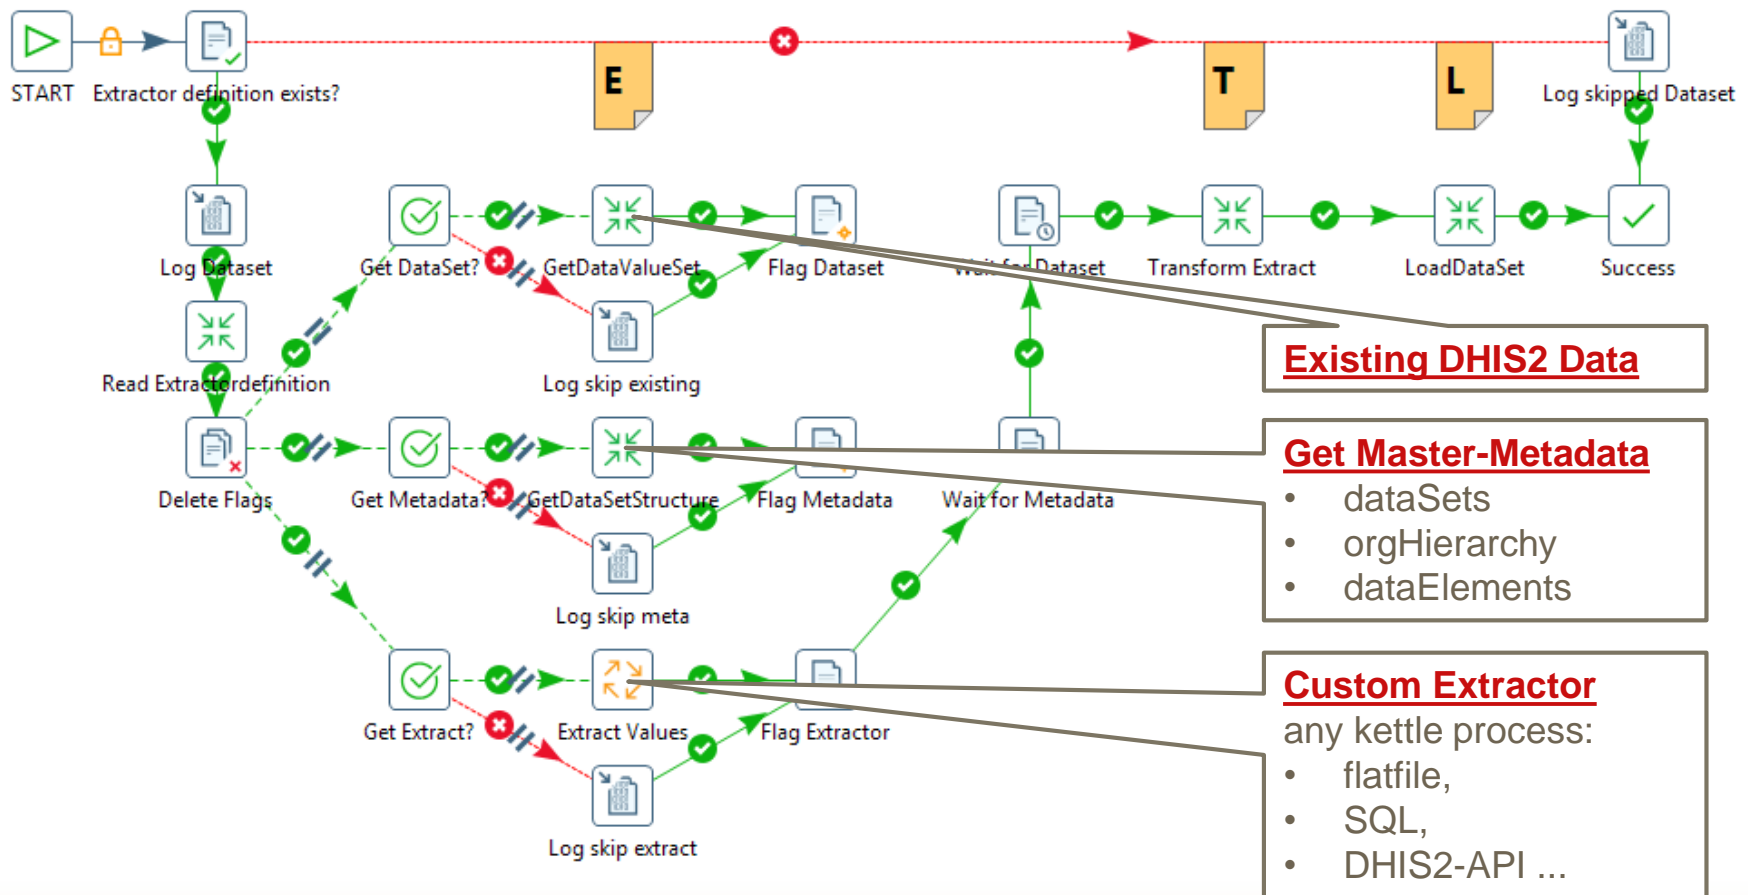 E
T
L
START
Extractor definition exists?
Log skipped Dataset
Log Dataset
Get DataSet?
GetDataValueSet
Flag Dataset
Wait for Dataset
Transform Extract
LoadDataSet
Success
Read Extractordefinition
Log skip existing
Existing DHIS2 Data
Delete Flags
Get Metadata?
GetDataSetStructure
Flag Metadata
Wait for Metadata
Get Master-Metadata
• dataSets
• orgHierarchy
• dataElements
Log skip meta
Get Extract?
Extract Values
Flag Extractor
Log skip extract
Custom Extractor
any kettle process:
• flatfile,
• SQL,
• DHIS2-API ...